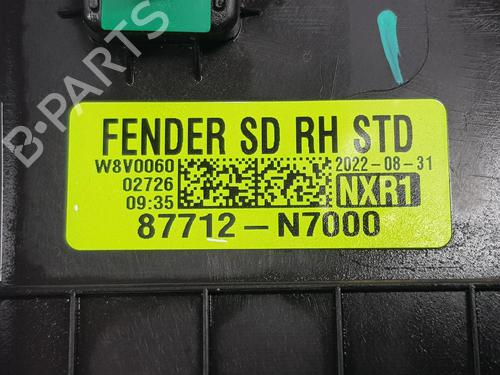 B-PARTS
FENDER SD RH STD
W8V0060
02726
09:35
2022-08-31
NXR1
87712-N7000